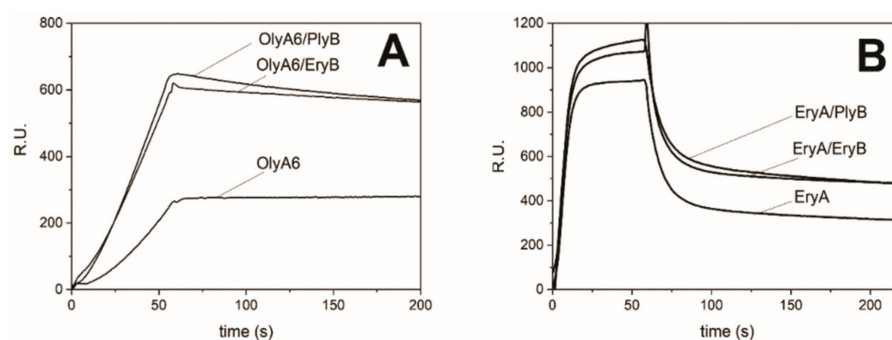 800
600
400
200
0
R.U.
OlyA6/PlyB
OlyA6/EryB
OlyA6
A
0 50 100 150 200
time (s)
1200
1000
800
600
400
200
0
R.U.
B
EryA/PlyB
EryA/EryB
EryA
0 50 100 150 200
time (s)